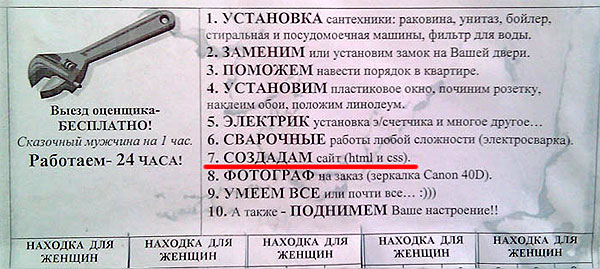 Выезд оценщика-
БЕСПЛАТНО!
Сказочный мужчина на 1 час.
Работаем- 24 ЧАСА!
1. УСТАНОВКА сантехники: раковина, унитаз, бойлер,
стиральная и посудомоечная машины, фильтр для воды.
2. ЗАМЕНИМ или установим замок на Вашей двери.
3. ПОМОЖЕМ навести порядок в квартире.
4. УСТАНОВИМ пластиковое окно, починим розетку,
наклеим обои, положим линолеум.
5. ЭЛЕКТРИК установка э/счетчика и многое другое…
6. СВАРОЧНЫЕ работы любой сложности (электросварка).
7. СОЗДАДАМ сайт (html и css).
8. ФОТОГРАФ на заказ (зеркалка Canon 40D).
9. УМЕЕМ ВСЕ или почти все… :)))
10. А также - ПОДНИМЕМ Ваше настроение!!
НАХОДКА ДЛЯ
ЖЕНЩИН
НАХОДКА ДЛЯ
ЖЕНЩИН
НАХОДКА ДЛЯ
ЖЕНЩИН
НАХОДКА ДЛЯ
ЖЕНЩИН
НАХОДКА ДЛЯ
ЖЕНЩИН